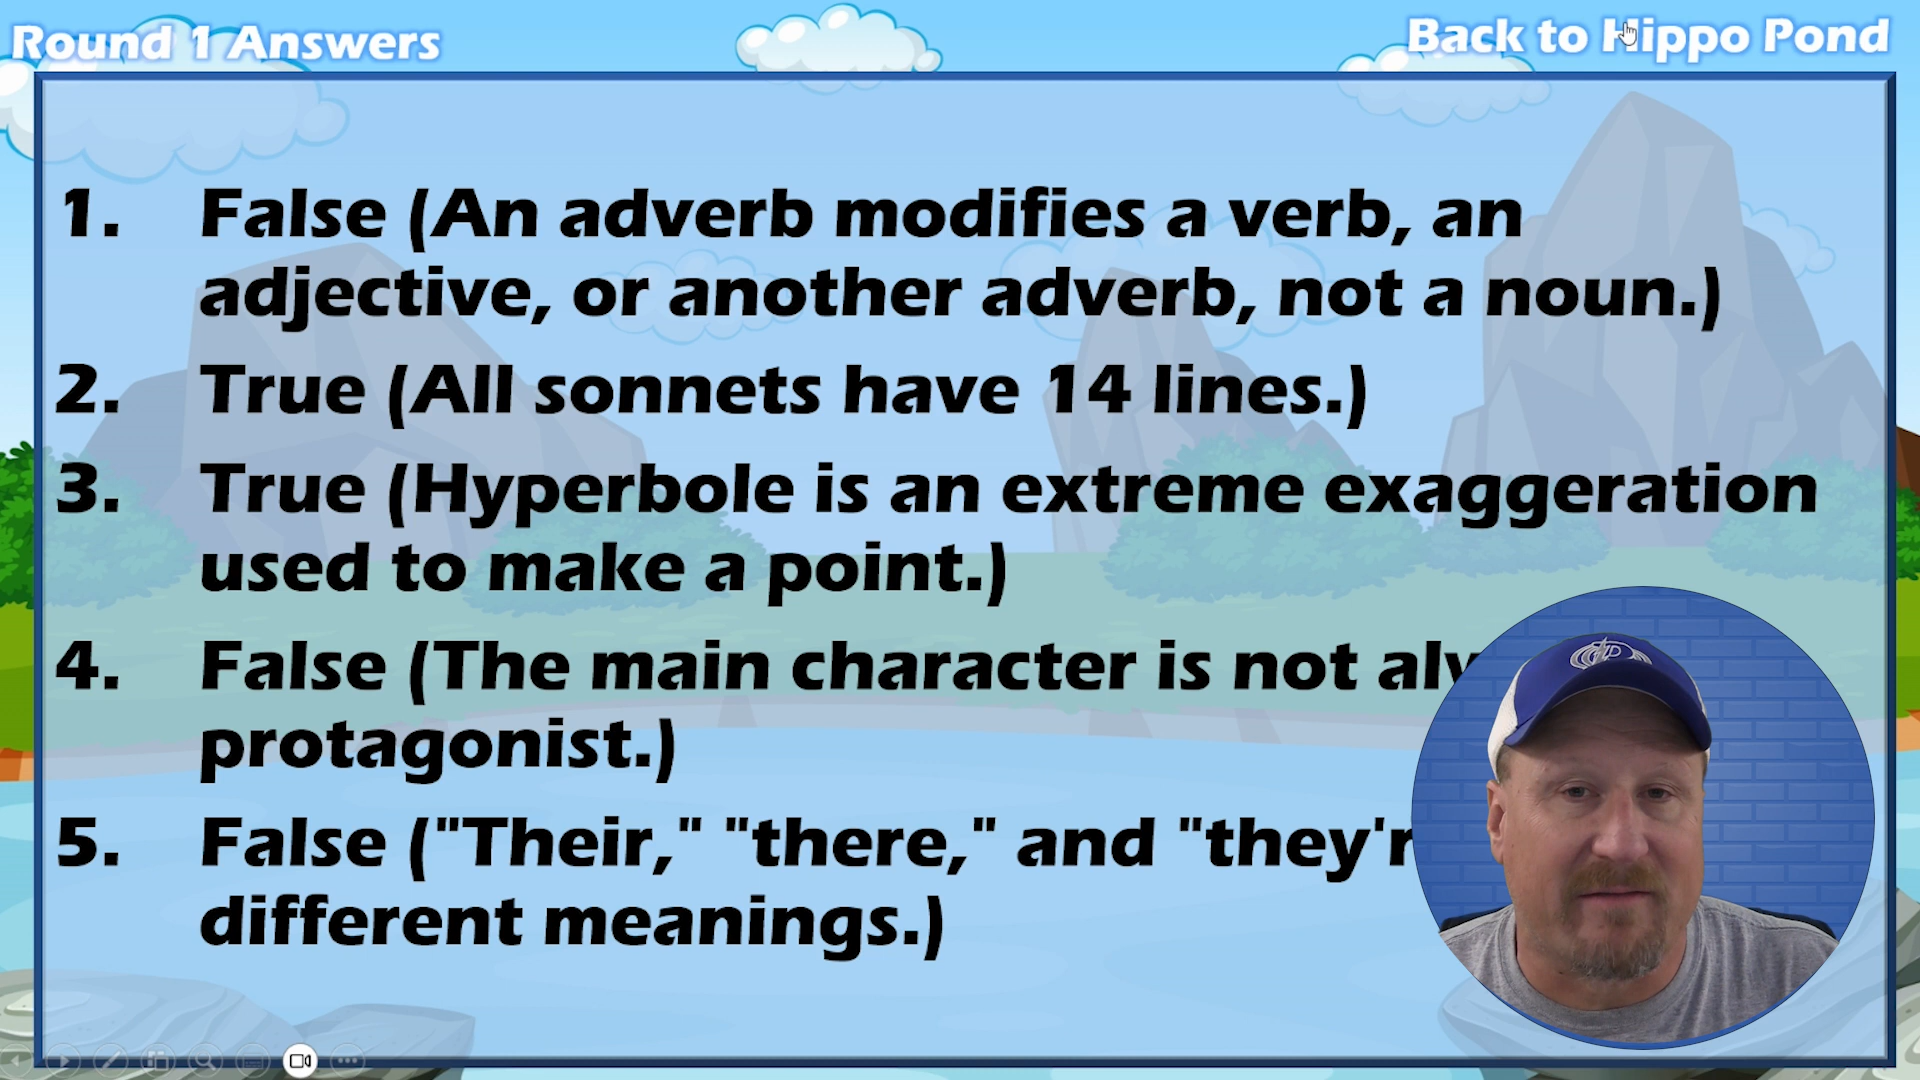 Round 1 Answers
Back to Hippo Pond
1. False (An adverb modifies a verb, an
adjective, or another adverb, not a noun.)
2. True (All sonnets have 14 lines.)
3. True (Hyperbole is an extreme exaggeration
used to make a point.)
4. False (The main character is not
protagonist.)
5. False ("Their," "there," and
different meanings.)